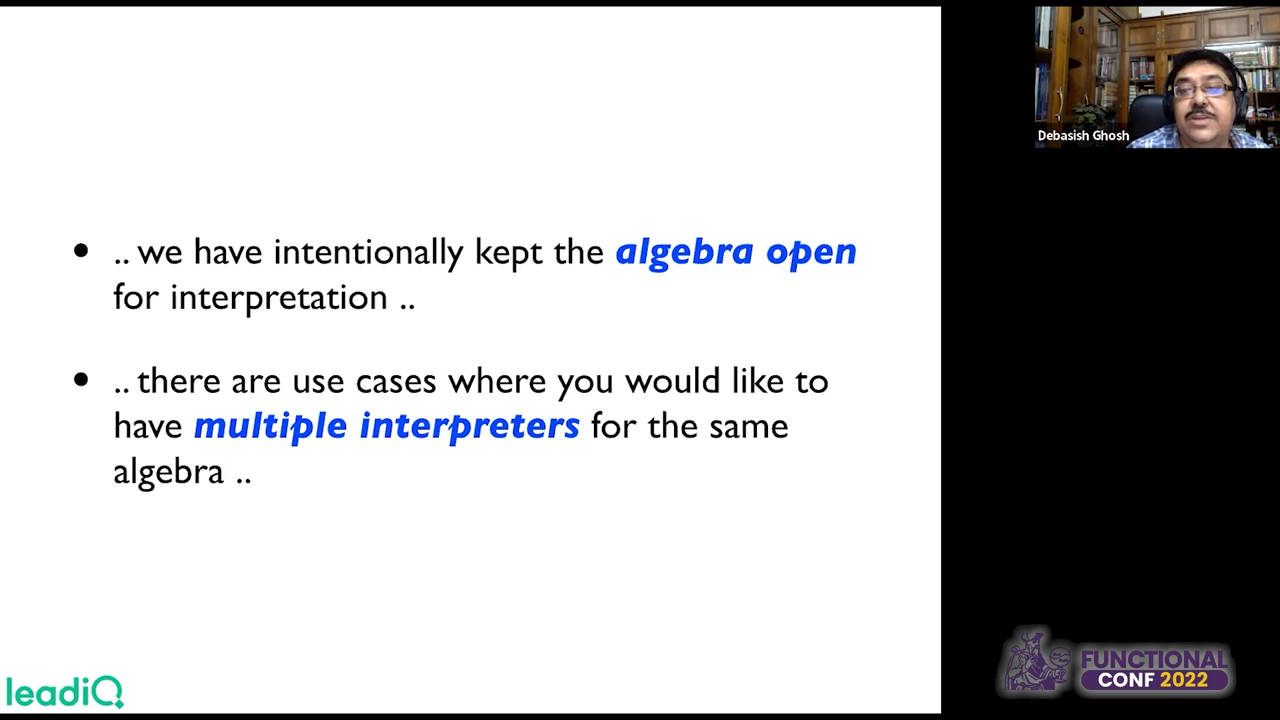 • .. we have intentionally kept the algebra open
for interpretation ..
• .. there are use cases where you would like to
have multiple interpreters for the same
algebra ..
Debasish Ghosh
leadiQ
FUNCTIONAL
CONF 2022